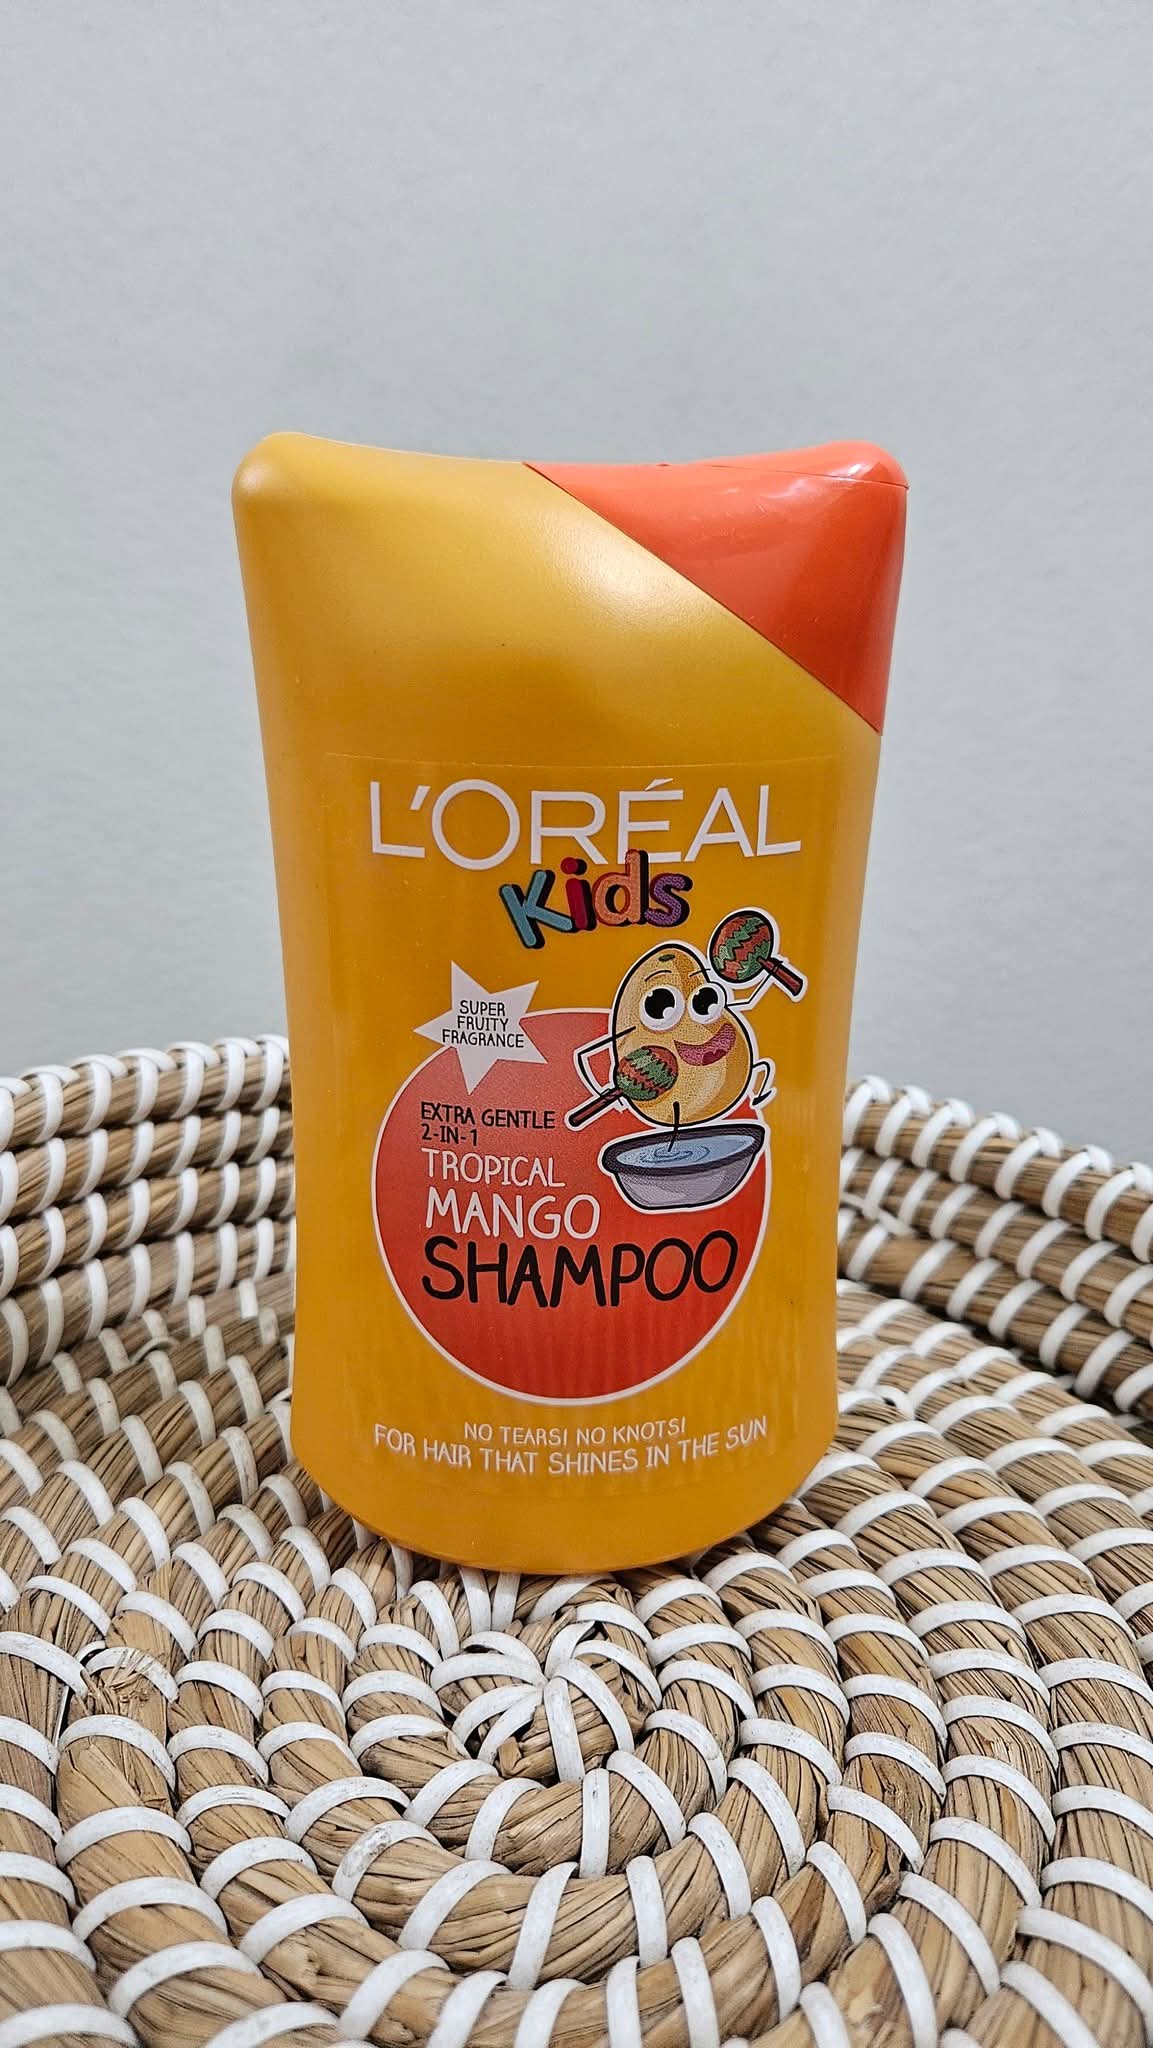 L'ORÉAL
Kids
SUPER
FRUITY
FRAGRANCE
EXTRA GENTLE
2-IN-1
TROPICAL
MANGO
SHAMPOO
NO TEARS! NO KNOTS!
FOR HAIR THAT SHINES IN THE SUN